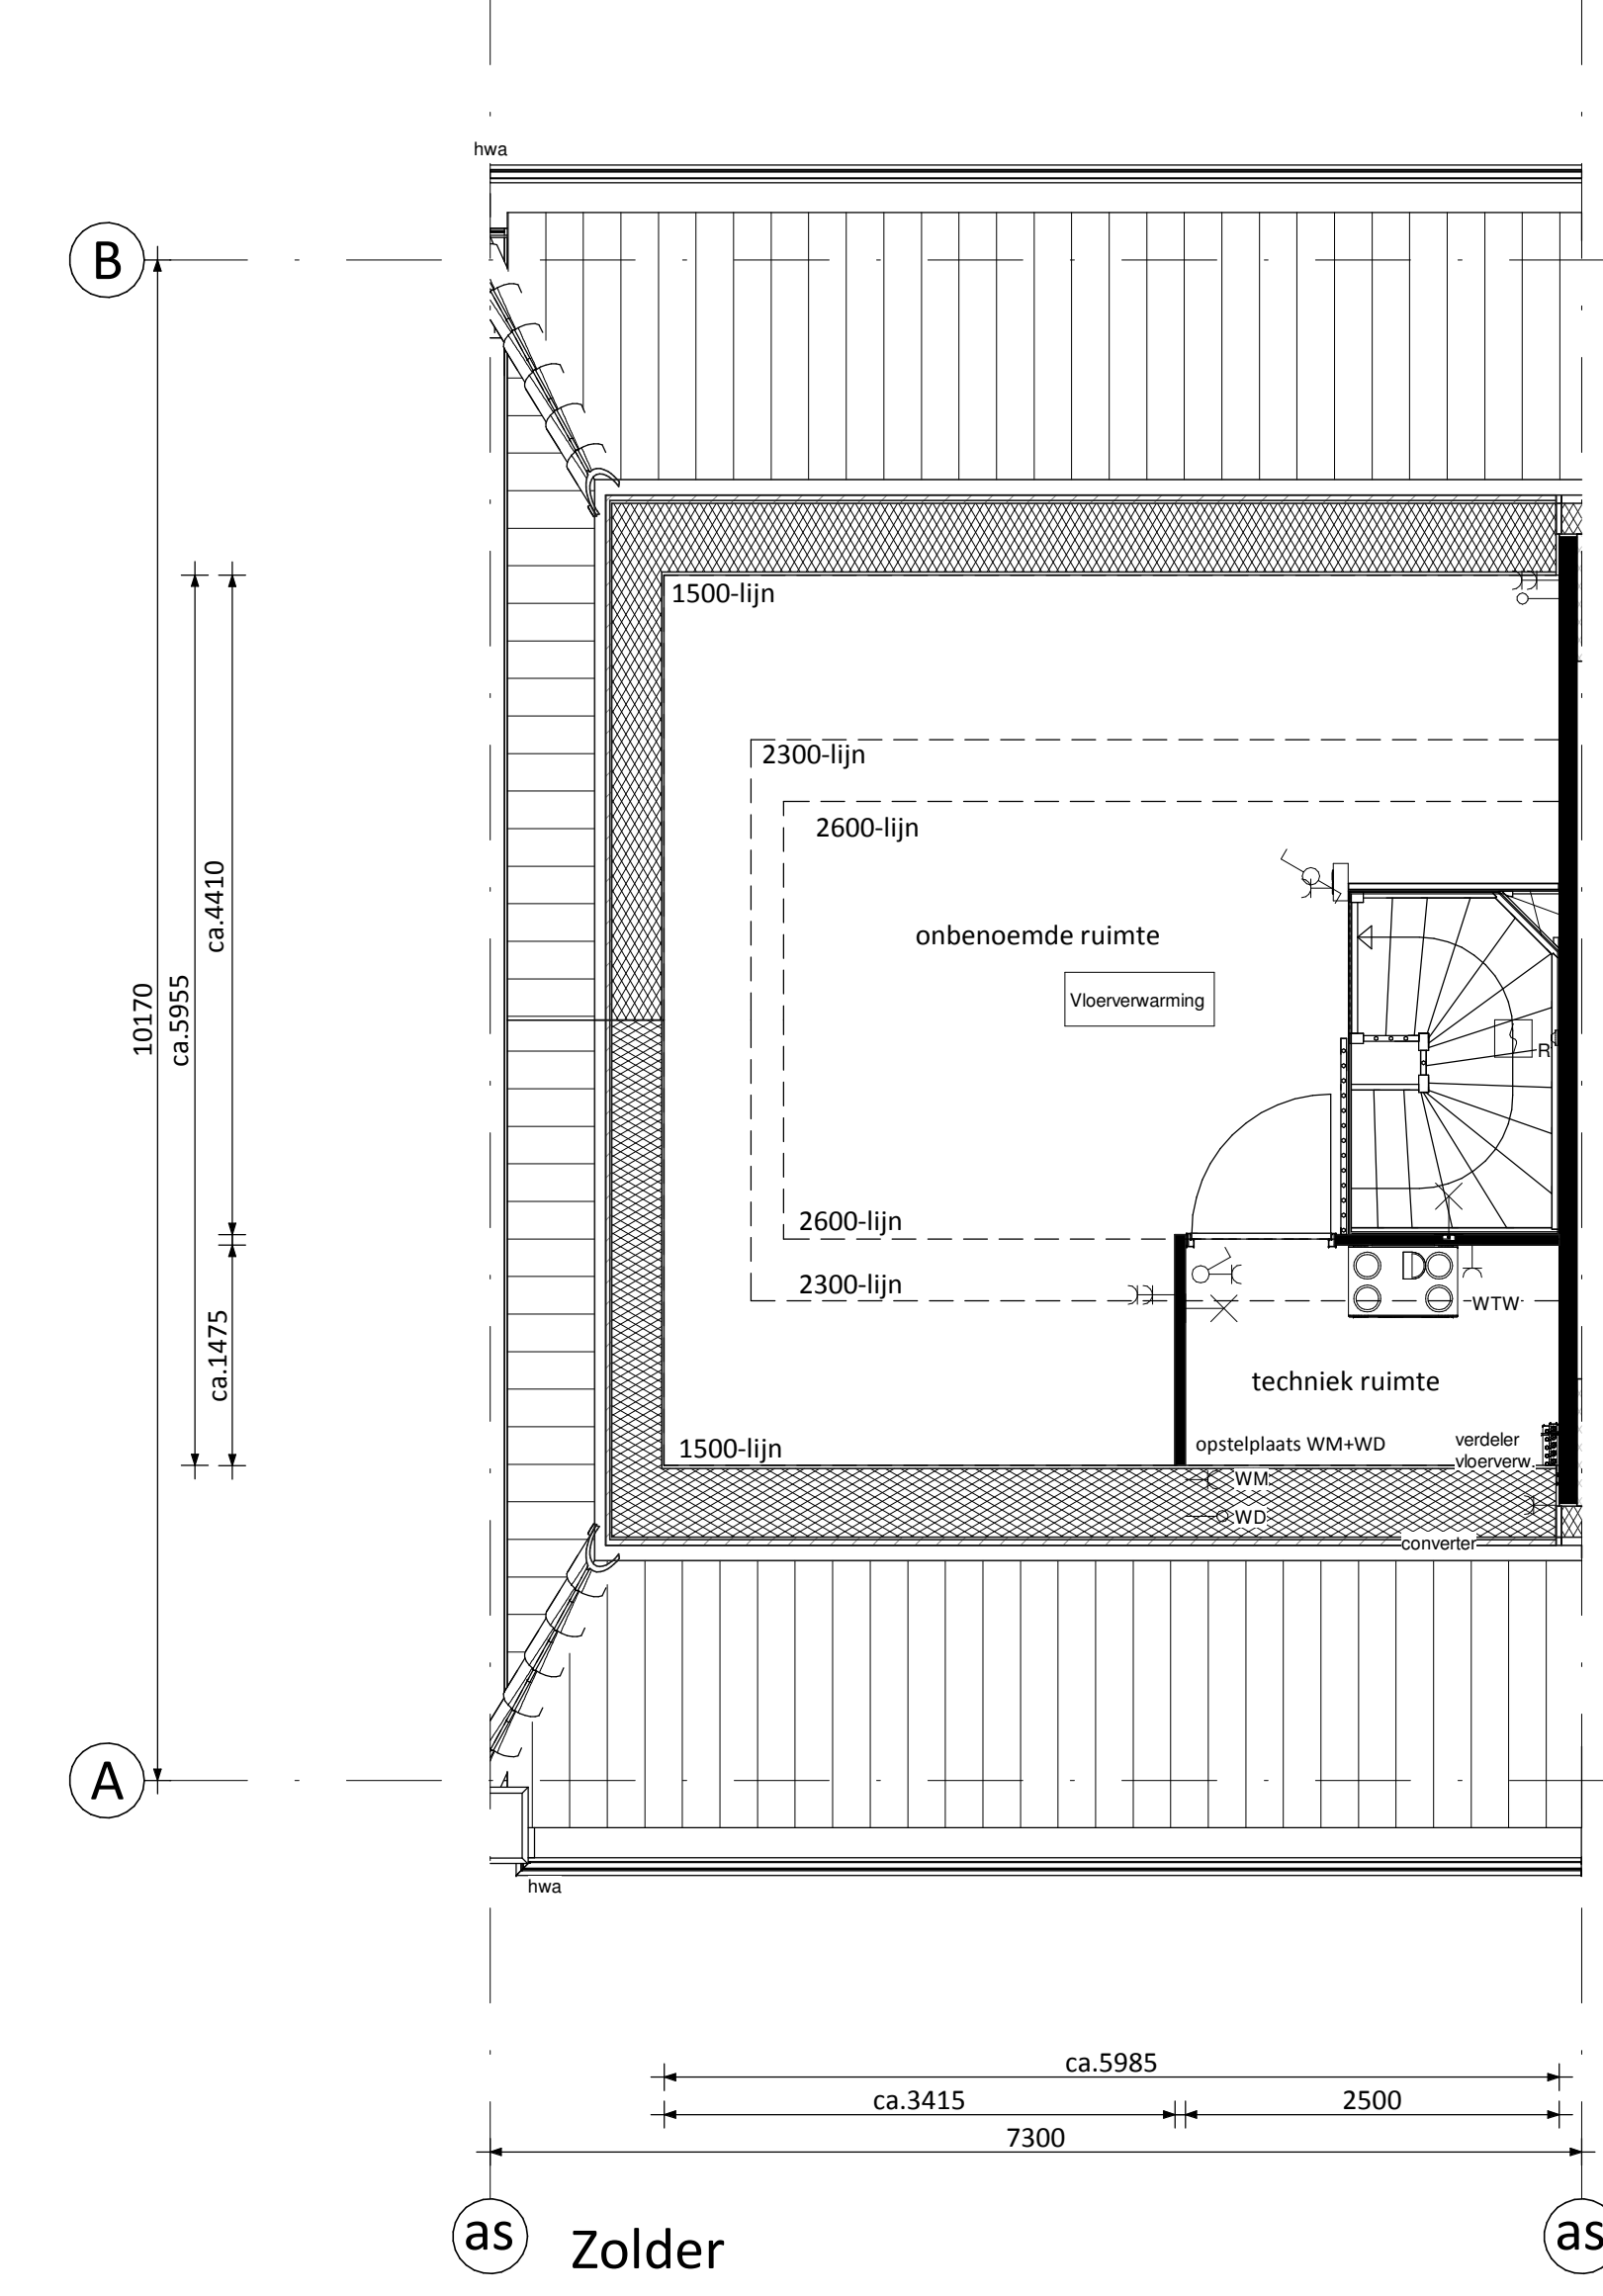 hwa
B
1500-lijn
2300-lijn
2600-lijn
ca.4410
onbenoemde ruimte
10170
ca.5955
Vloerverwarming
R
2600-lijn
2300-lijn
WTW
ca.1475
techniek ruimte
1500-lijn
opstelplaats WM+WD
verdeler
vloerverw.
WM
WD
converter
A
hwa
ca.5985
ca.3415
2500
7300
as
Zolder
as